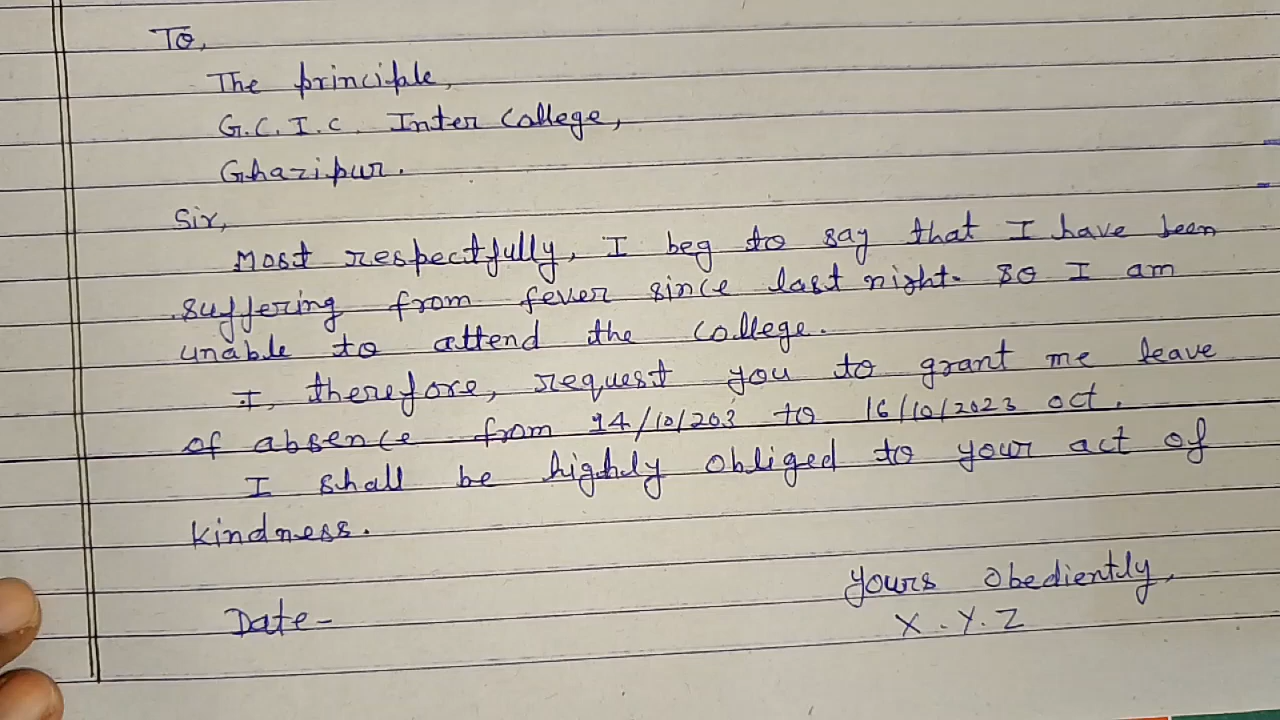 To,
The principle,
G.C.I.C. Inter College,
Ghazipur.
Sir,
Most respectfully, I beg to say that I have been
suffering from fever since last night. So I am
unable to attend the college.
I, therefore, request you to grant me leave
of absence from 14/10/203 to 16/10/2023 oct.
I shall be highly obliged to your act of
kindness.
Yours Obediently,
Date-
X.Y.Z